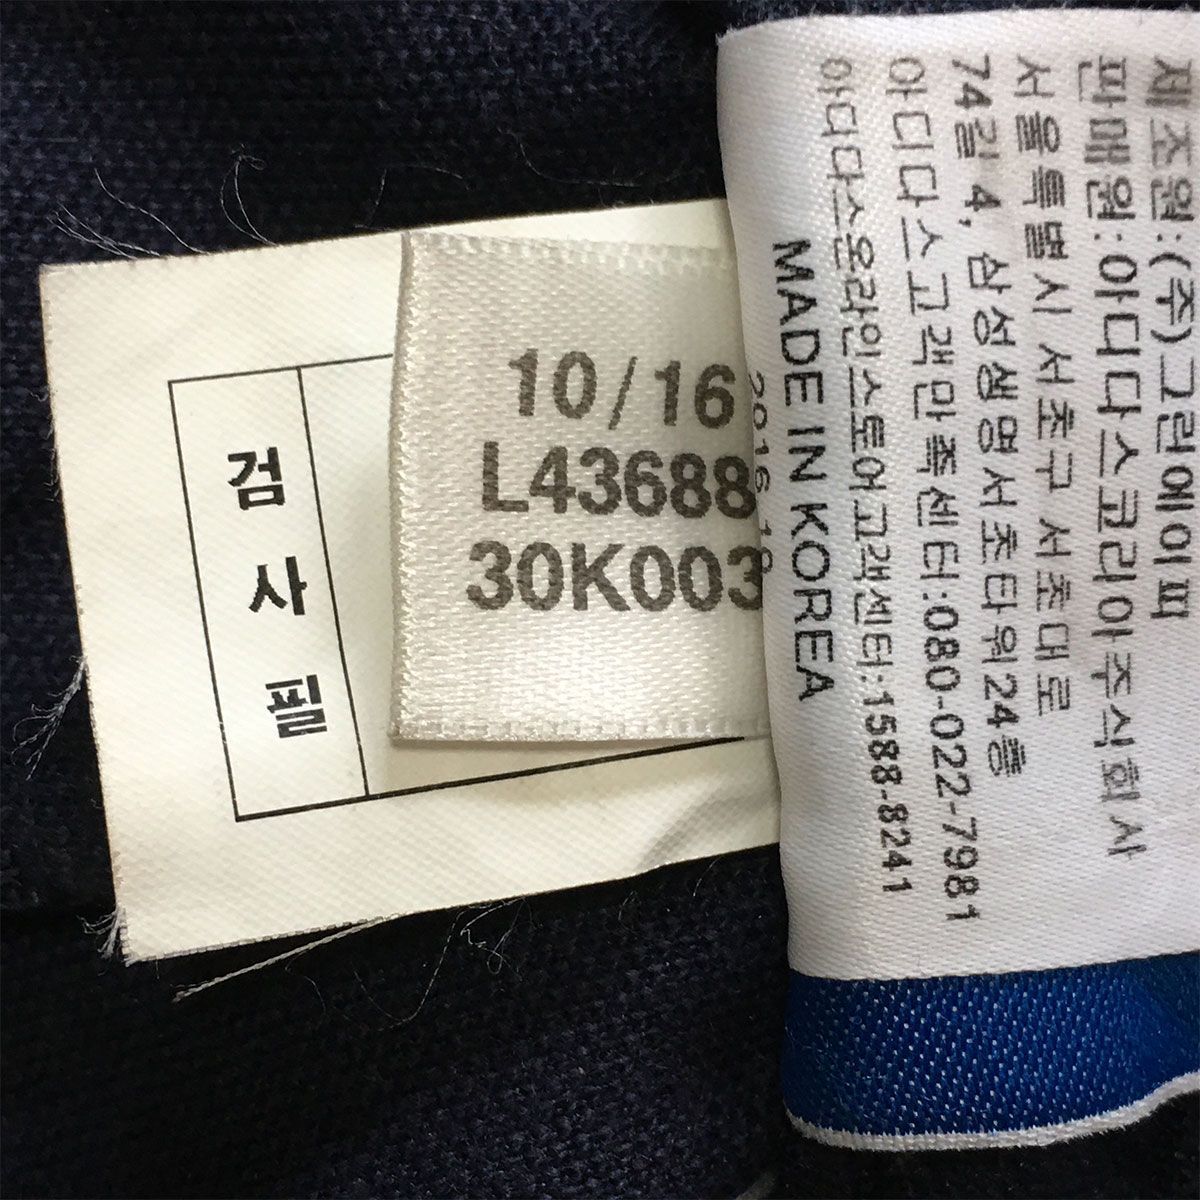 검
사
필
10/16
L43688
30K003
제조원:(주)그린에이피
판매원:아디다스코리아주식회사
서울특별시 서초구 서초대로
74길 4, 삼성생명서초타워24층
아디다스고객만족센터:080-022-7981
아디다스온라인스토어고객센터:1588-8241
MADE IN KOREA
2016 10